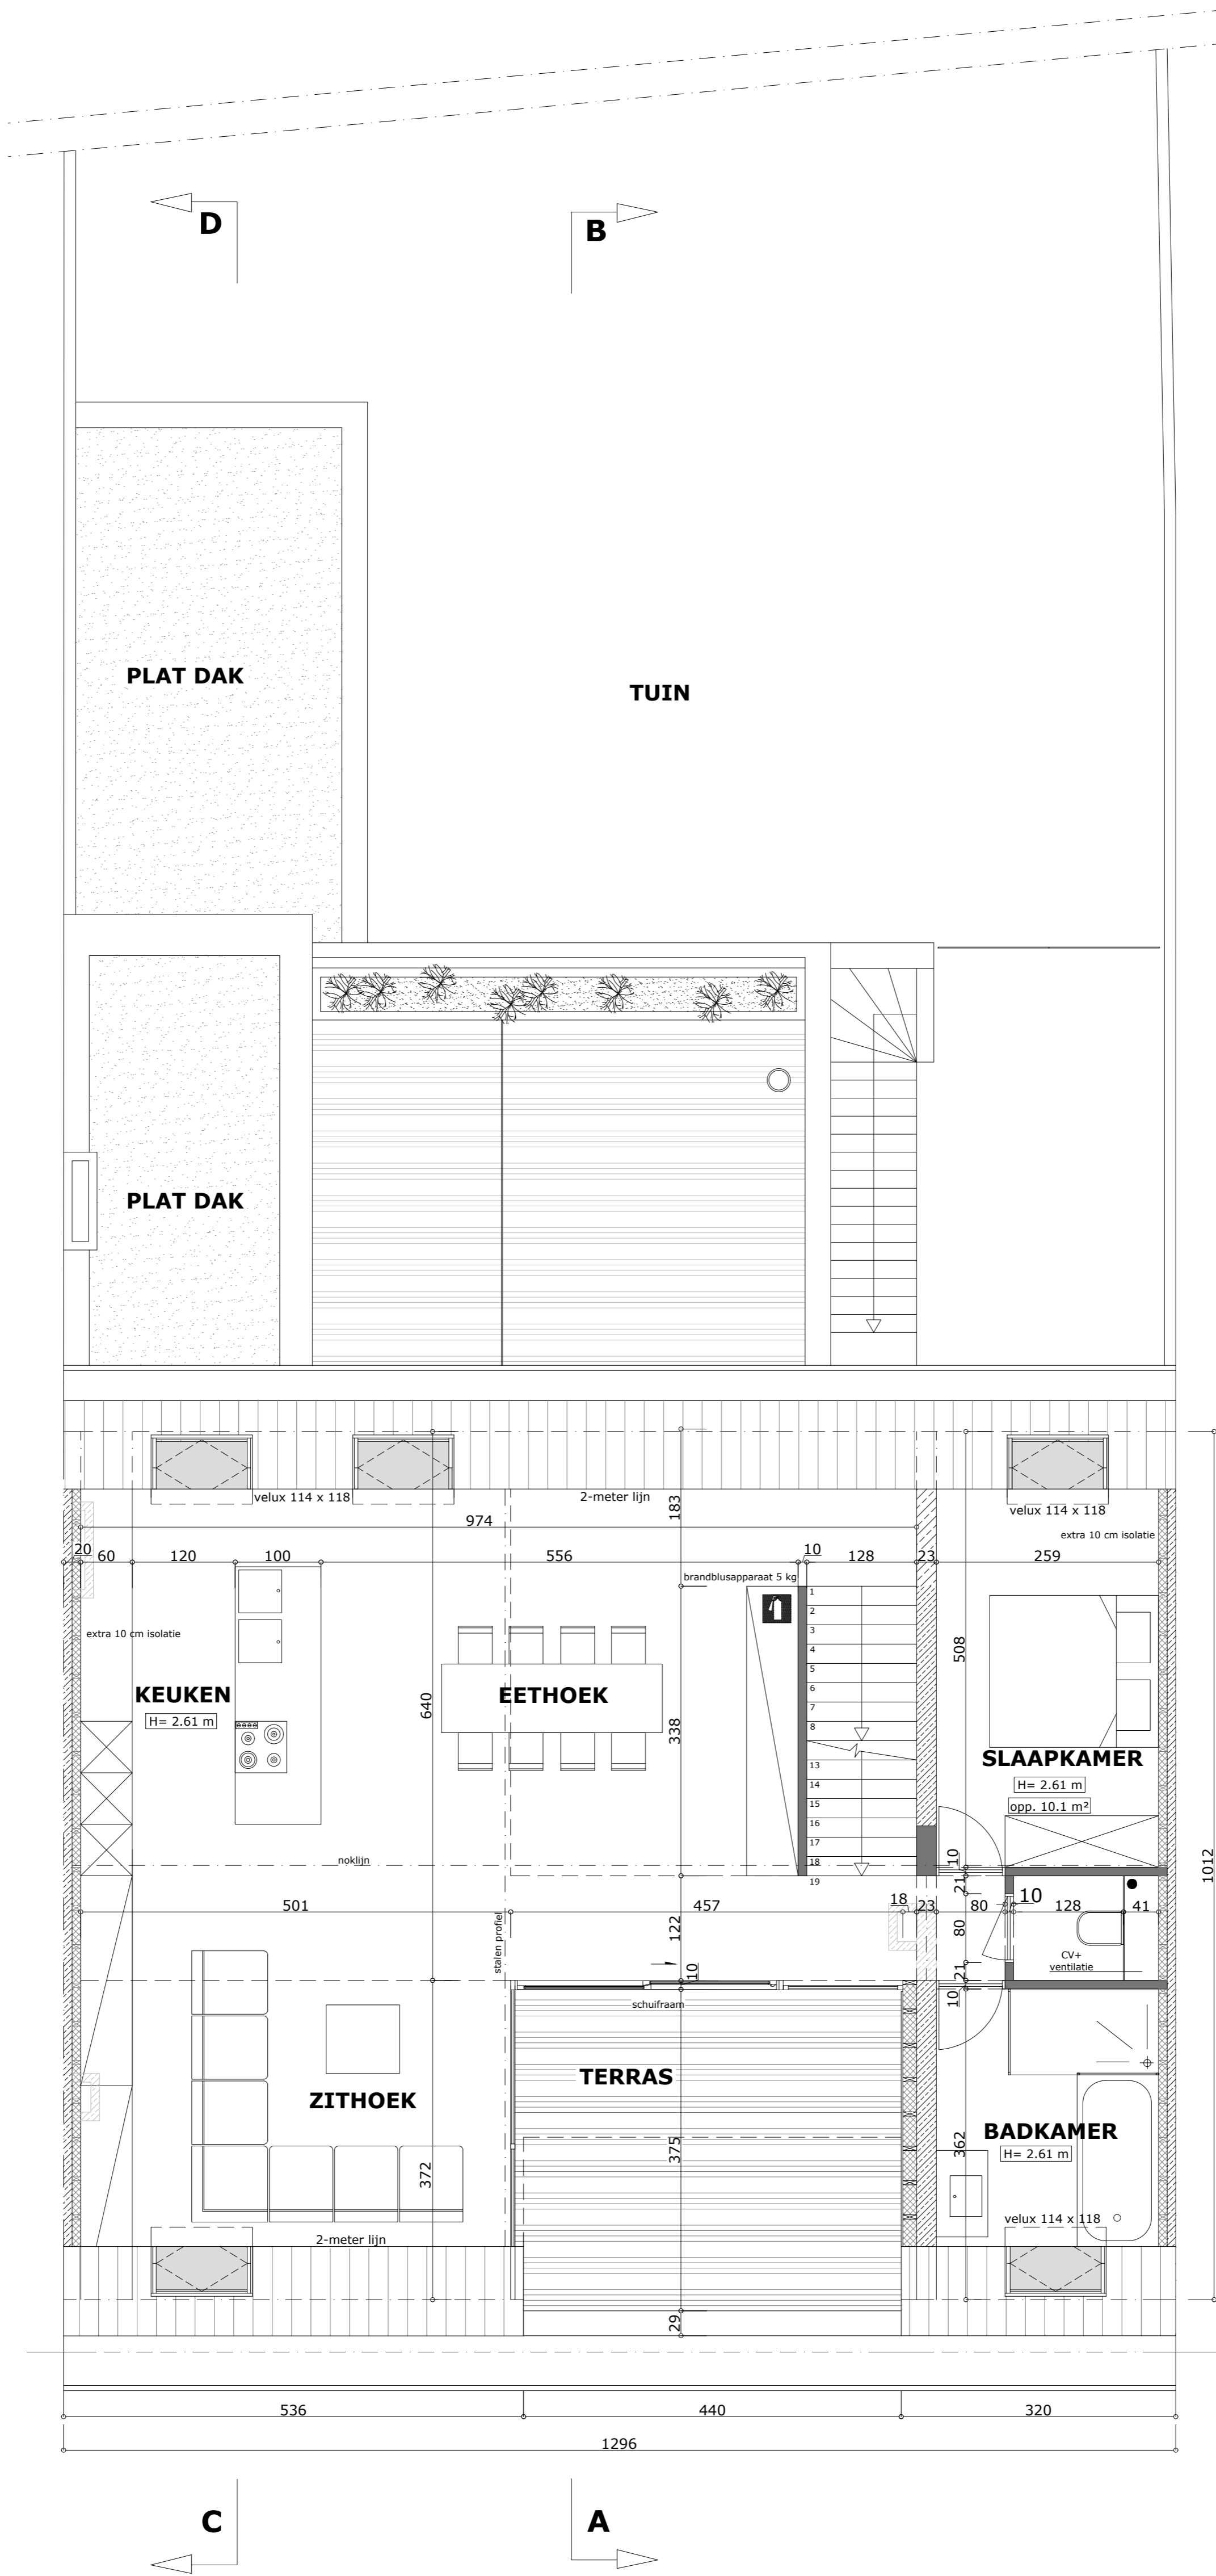 D
B
PLAT DAK
TUIN
PLAT DAK
velux 114 x 118
2-meter lijn
183
velux 114 x 118
974
extra 10 cm isolatie
20
60
120
100
556
10
128
23
259
brandblusapparaat 5 kg
1
2
3
4
5
6
7
8
13
14
15
16
17
18
19
extra 10 cm isolatie
508
KEUKEN
H= 2.61 m
640
EETHOEK
338
SLAAPKAMER
H= 2.61 m
opp. 10.1 m²
noklijn
10
21
1012
501
stalen profiel
457
122
18
23
80
10
128
41
80
CV+
ventilatie
21
10
10
schuifraam
TERRAS
ZITHOEK
375
372
BADKAMER
362
H= 2.61 m
velux 114 x 118
2-meter lijn
29
536
440
320
1296
C
A